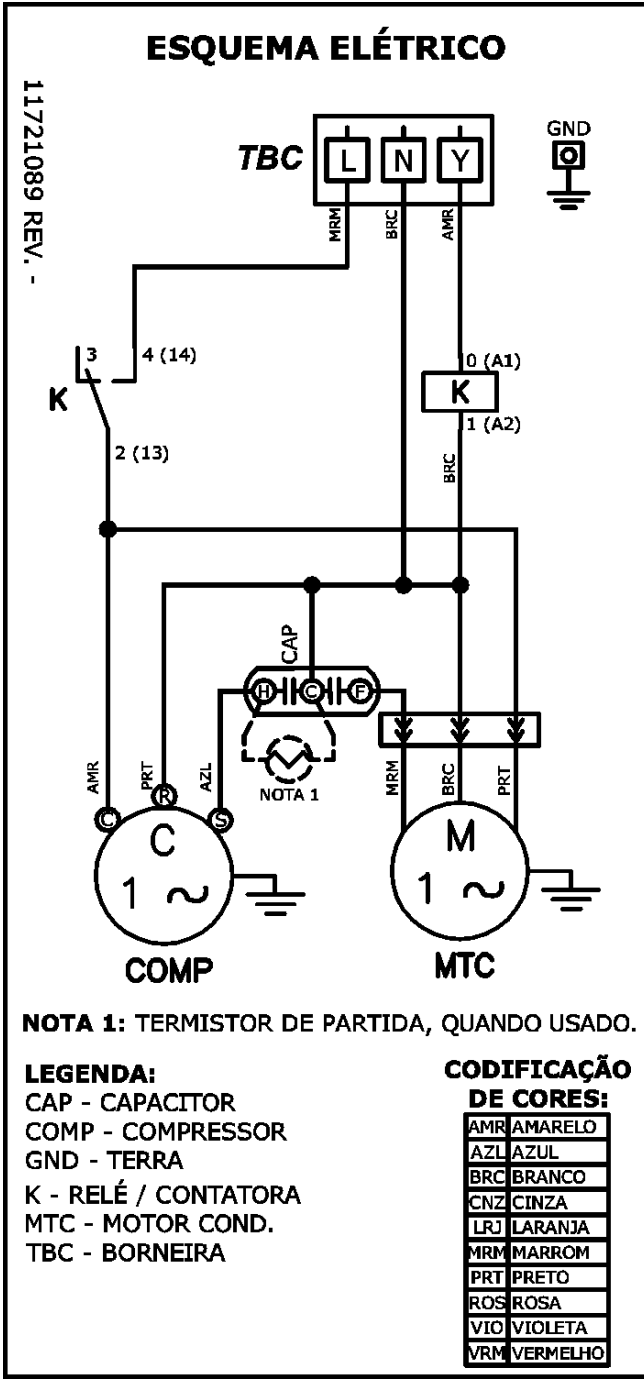 ESQUEMA ELÉTRICO
11721089 REV. -
TBC
L N Y
GND
MRM
BRC
AMR
3
4 (14)
K
2 (13)
0 (A1)
K
1 (A2)
BRC
CAP
H C F
NOTA 1
AMR
PRT
AZL
MRM
BRC
PRT
C
R
S
C
1 ~
COMP
M
1 ~
MTC
NOTA 1: TERMISTOR DE PARTIDA, QUANDO USADO.
LEGENDA:
CAP - CAPACITOR
COMP - COMPRESSOR
GND - TERRA
K - RELÉ / CONTATORA
MTC - MOTOR COND.
TBC - BORNEIRA
CODIFICAÇÃO
DE CORES:
AMR AMARELO
AZL AZUL
BRC BRANCO
CNZ CINZA
LRJ LARANJA
MRM MARROM
PRT PRETO
ROS ROSA
VIO VIOLETA
VRM VERMELHO